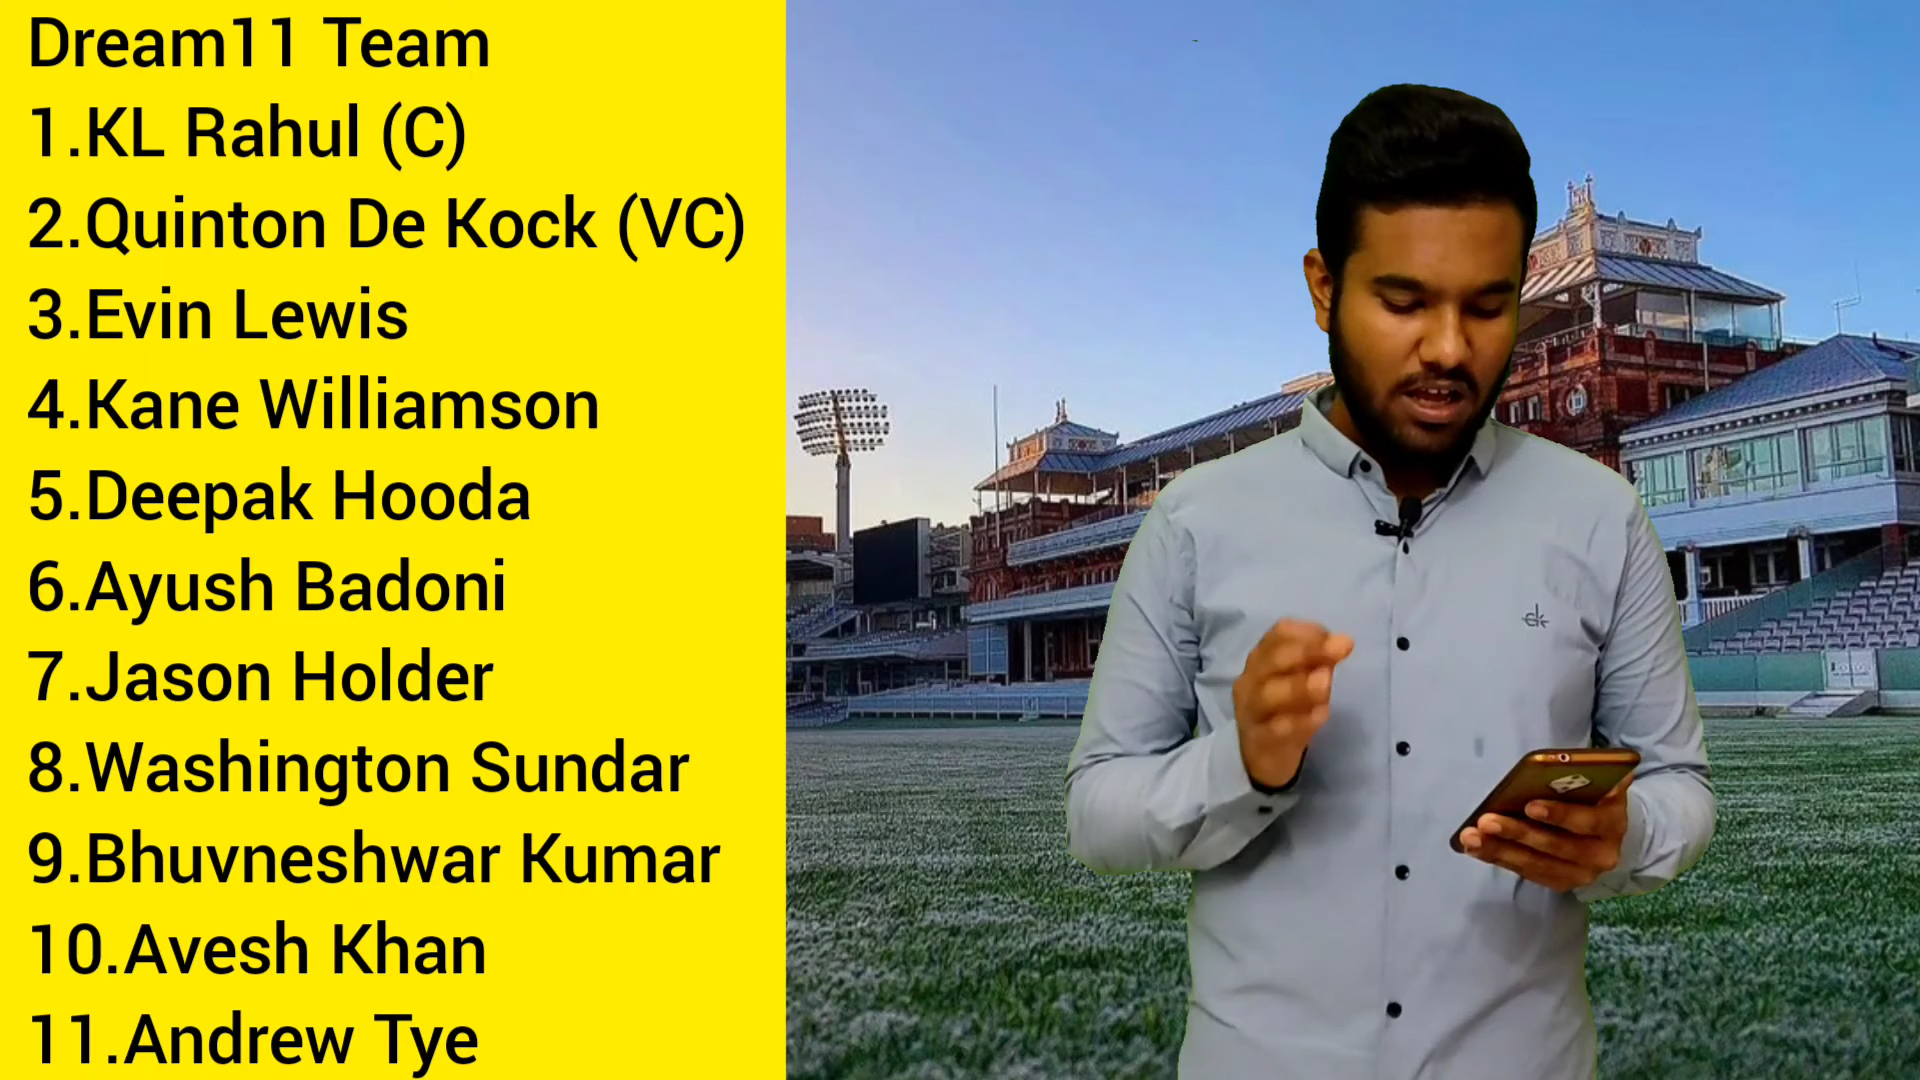 Dream11 Team
1.KL Rahul (C)
2.Quinton De Kock (VC)
3.Evin Lewis
4.Kane Williamson
5.Deepak Hooda
6.Ayush Badoni
7.Jason Holder
8.Washington Sundar
9.Bhuvneshwar Kumar
10.Avesh Khan
11.Andrew Tye